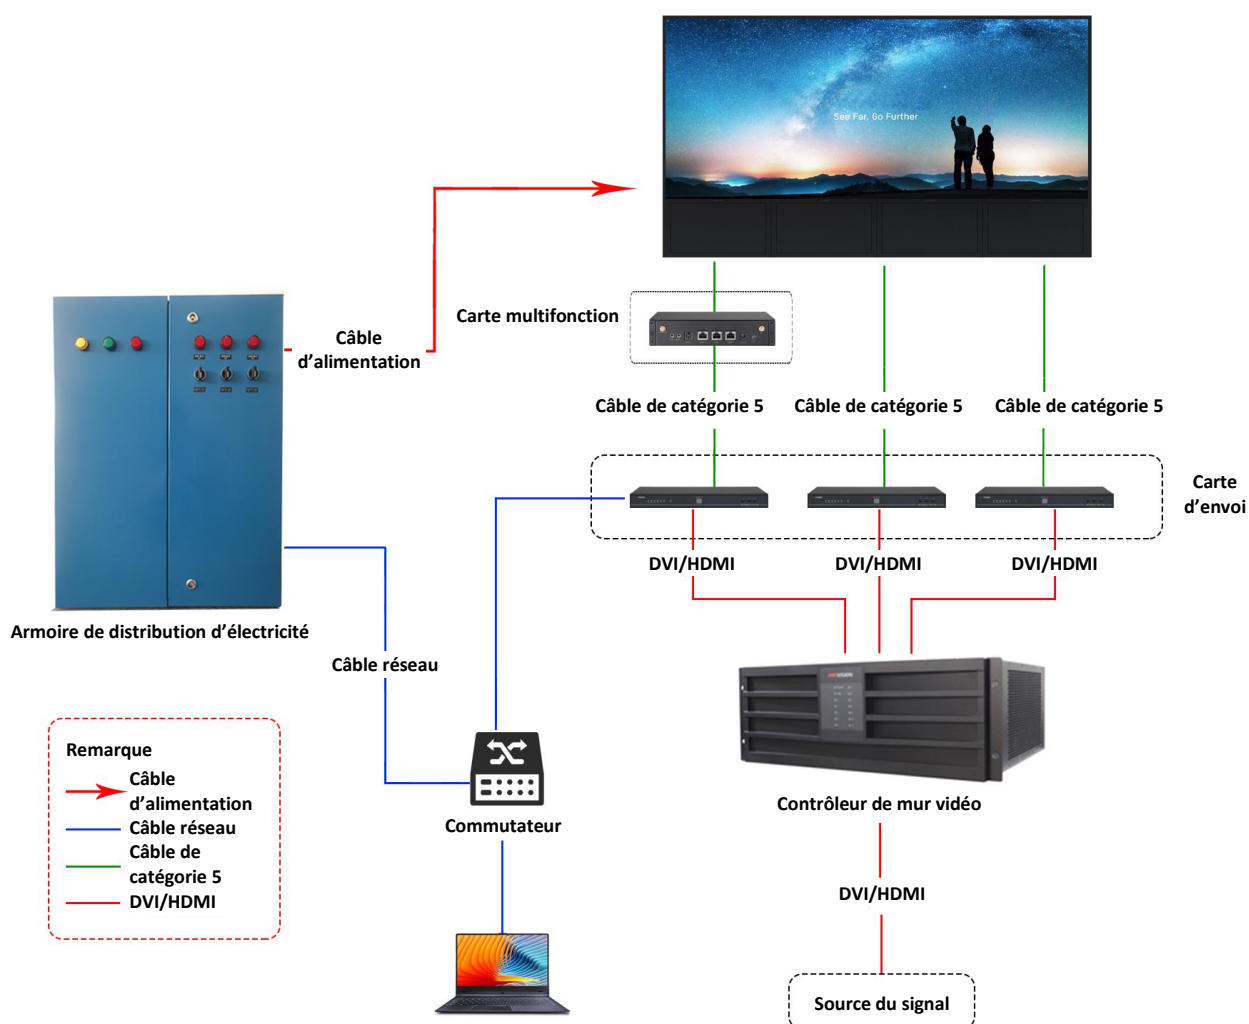 See Far, Go Further
Carte multifonction
Câble
d’alimentation
Câble de catégorie 5
Câble de catégorie 5
Câble de catégorie 5
Carte
d’envoi
DVI/HDMI
DVI/HDMI
DVI/HDMI
Armoire de distribution d’électricité
Câble réseau
HIKVISION
Remarque
Câble
d’alimentation
Câble réseau
Câble de
catégorie 5
DVI/HDMI
Commutateur
Contrôleur de mur vidéo
DVI/HDMI
Source du signal